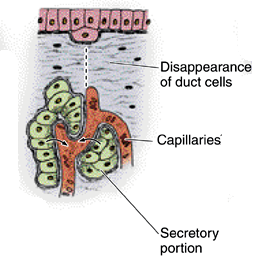 Disappearance
of duct cells
Capillaries
Secretory
portion